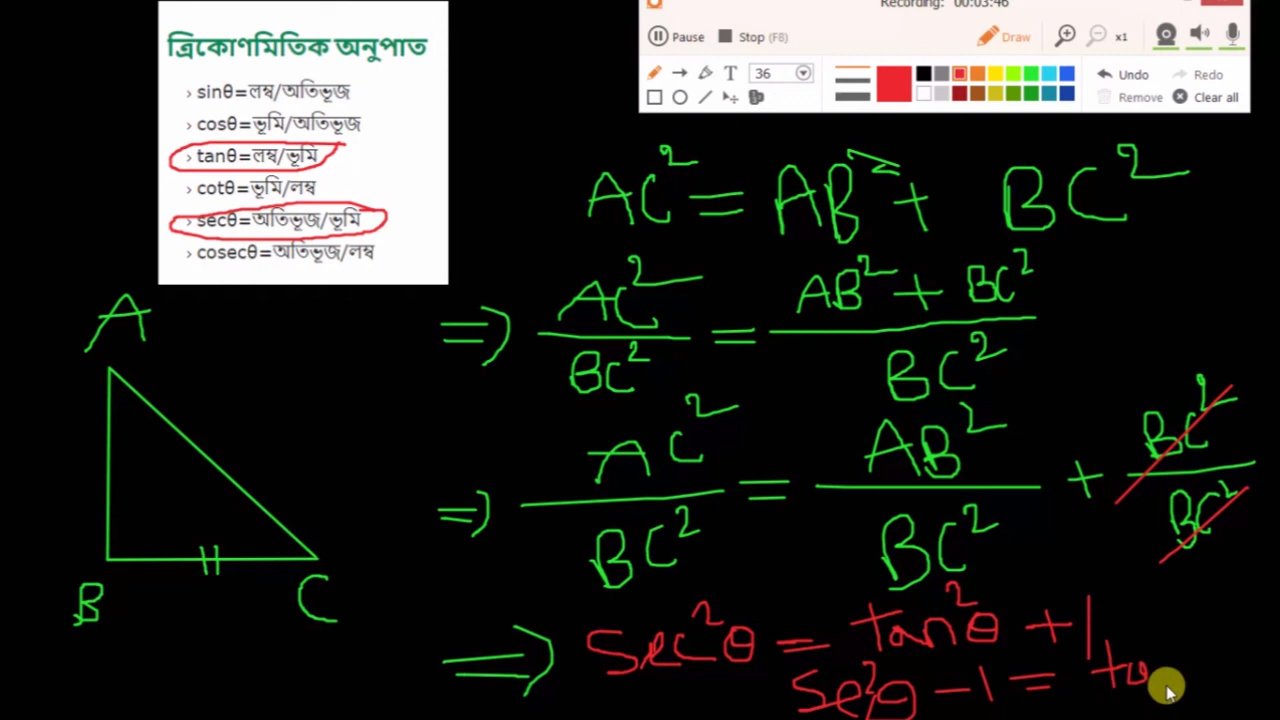 Recording: 00:03:46
Pause Stop (F8) Draw x1
T 36 Undo Redo
Remove Clear all
ত্রিকোণমিতিক অনুপাত
› sinθ=লম্ব/অতিভূজ
› cosθ=ভূমি/অতিভূজ
› tanθ=লম্ব/ভূমি
› cotθ=ভূমি/লম্ব
› secθ=অতিভূজ/ভূমি
› cosecθ=অতিভূজ/লম্ব
A
B
C
AC² = AB² + BC²
⇒ AC²/BC² = AB² + BC²/BC²
⇒ AC²/BC² = AB²/BC² + BC²/BC²
⇒ sec²θ = tan²θ + 1
sec²θ - 1 = ta